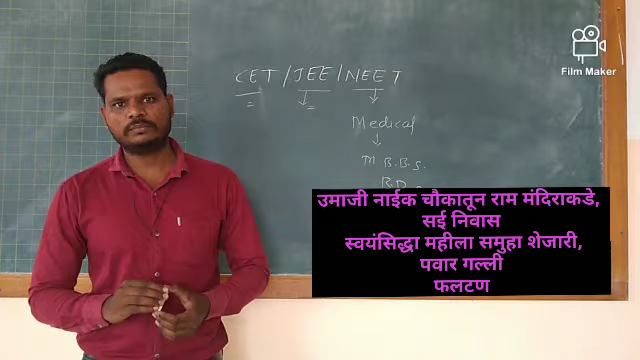 CET / JEE / NEET
Medical
M B.B.S.
B.D.
Film Maker
उमाजी नाईक चौकातून राम मंदिराकडे,
सई निवास
स्वयंसिद्धा महीला समुहा शेजारी,
पवार गल्ली
फलटण